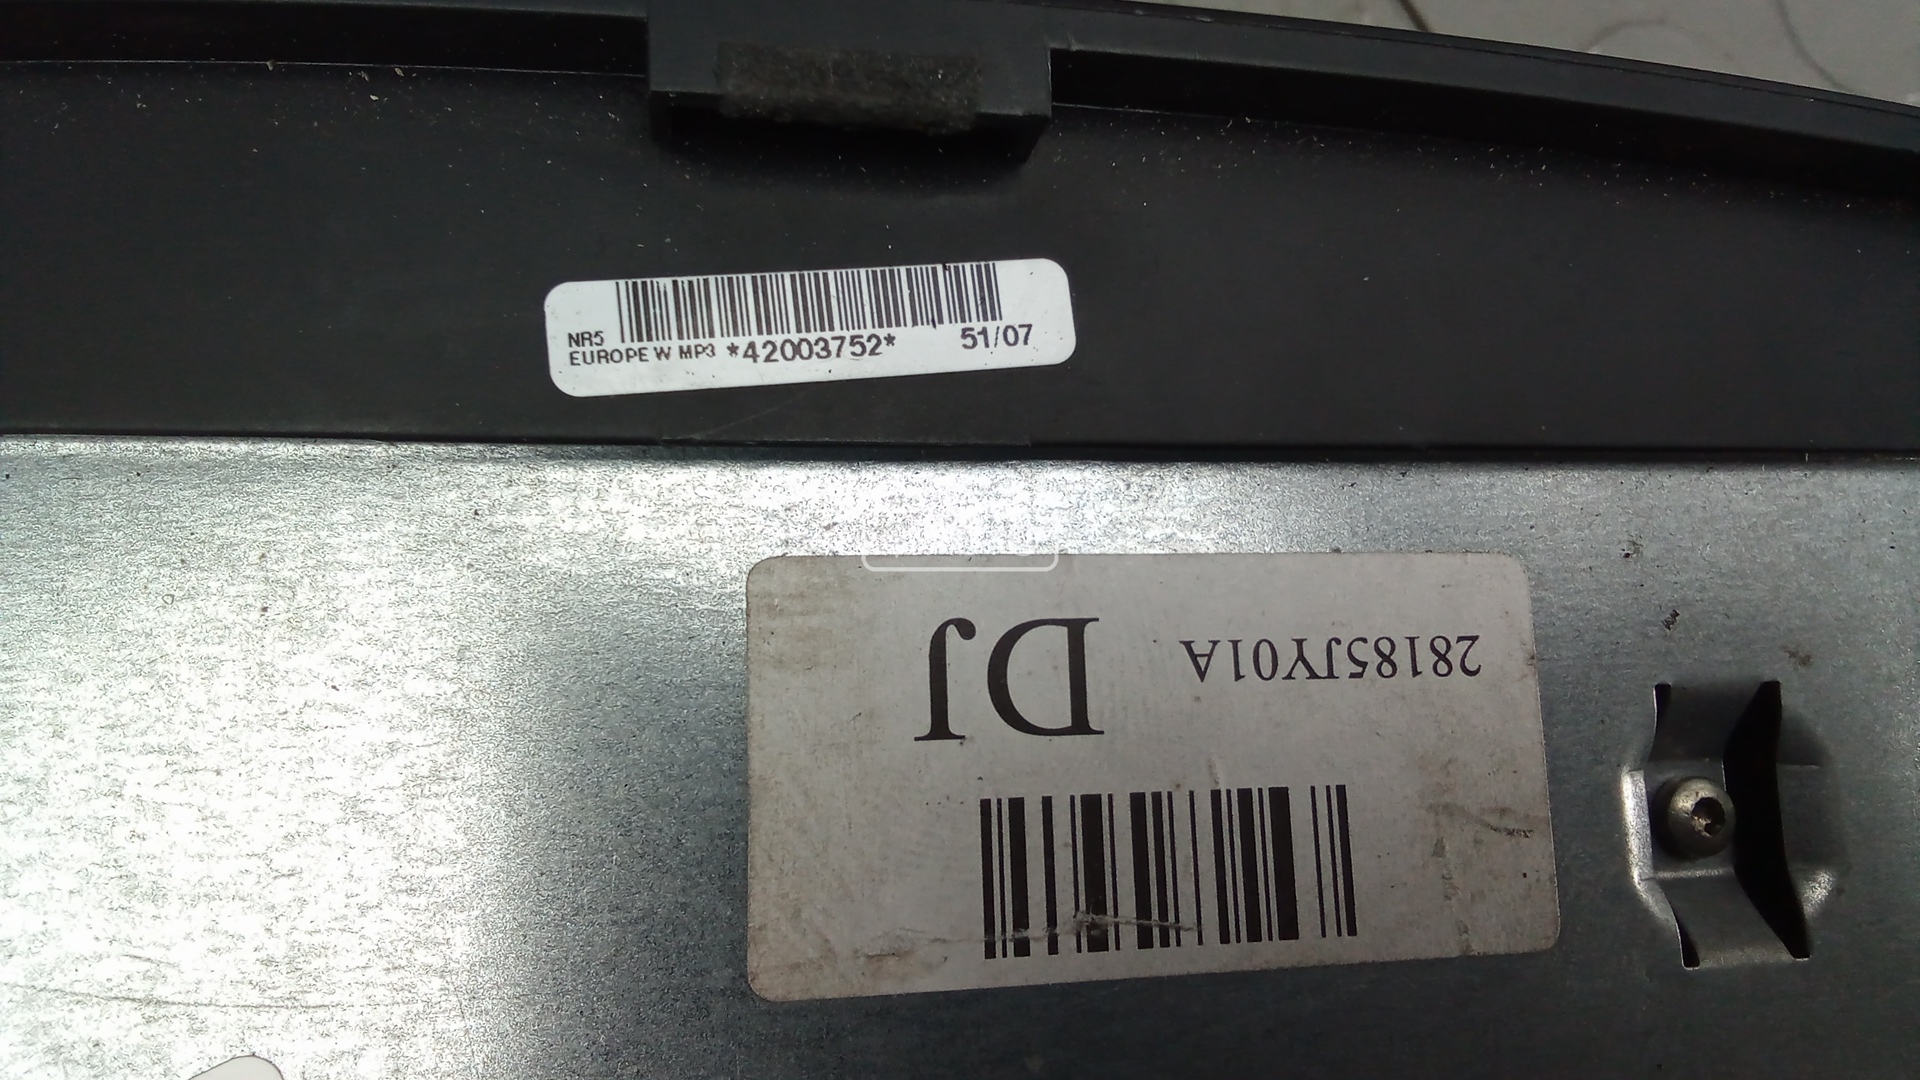 NR5
EUROPE W MP3 *42003752* 51/07
28185JY01A
DJ